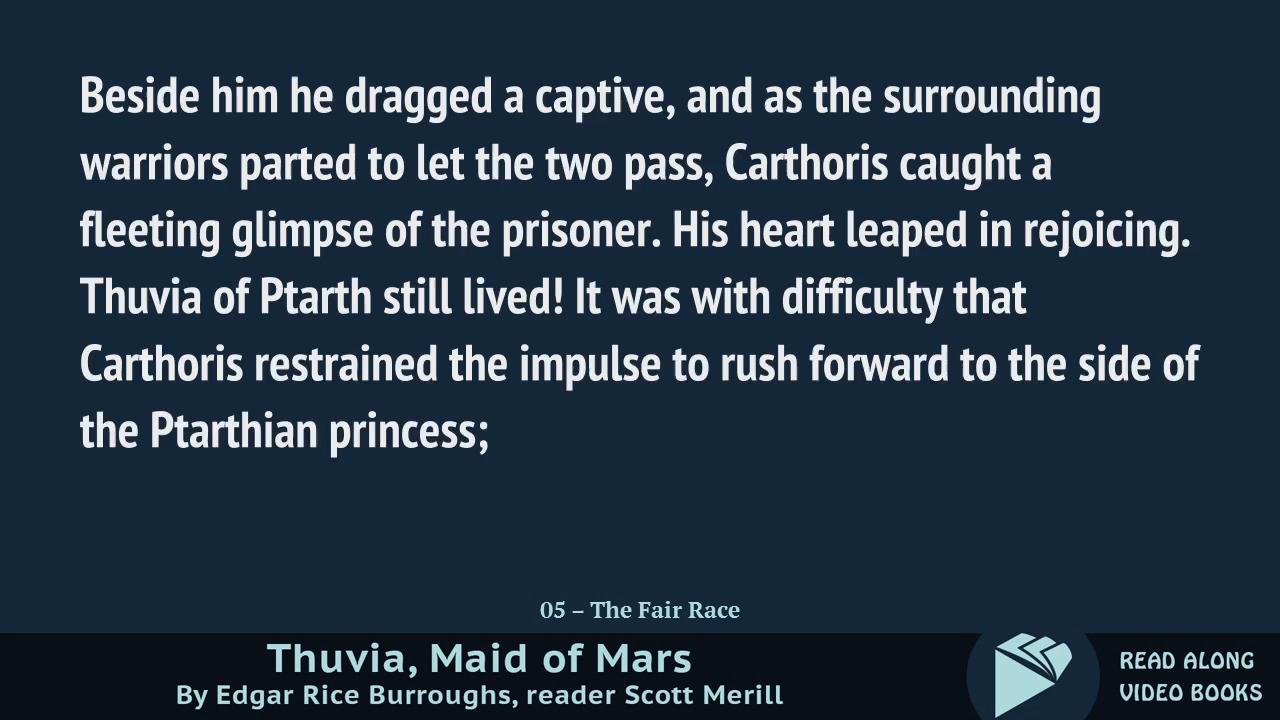 Beside him he dragged a captive, and as the surrounding
warriors parted to let the two pass, Carthoris caught a
fleeting glimpse of the prisoner. His heart leaped in rejoicing.
Thuvia of Ptarth still lived! It was with difficulty that
Carthoris restrained the impulse to rush forward to the side of
the Ptarthian princess;
05 – The Fair Race
Thuvia, Maid of Mars
By Edgar Rice Burroughs, reader Scott Merill
READ ALONG
VIDEO BOOKS